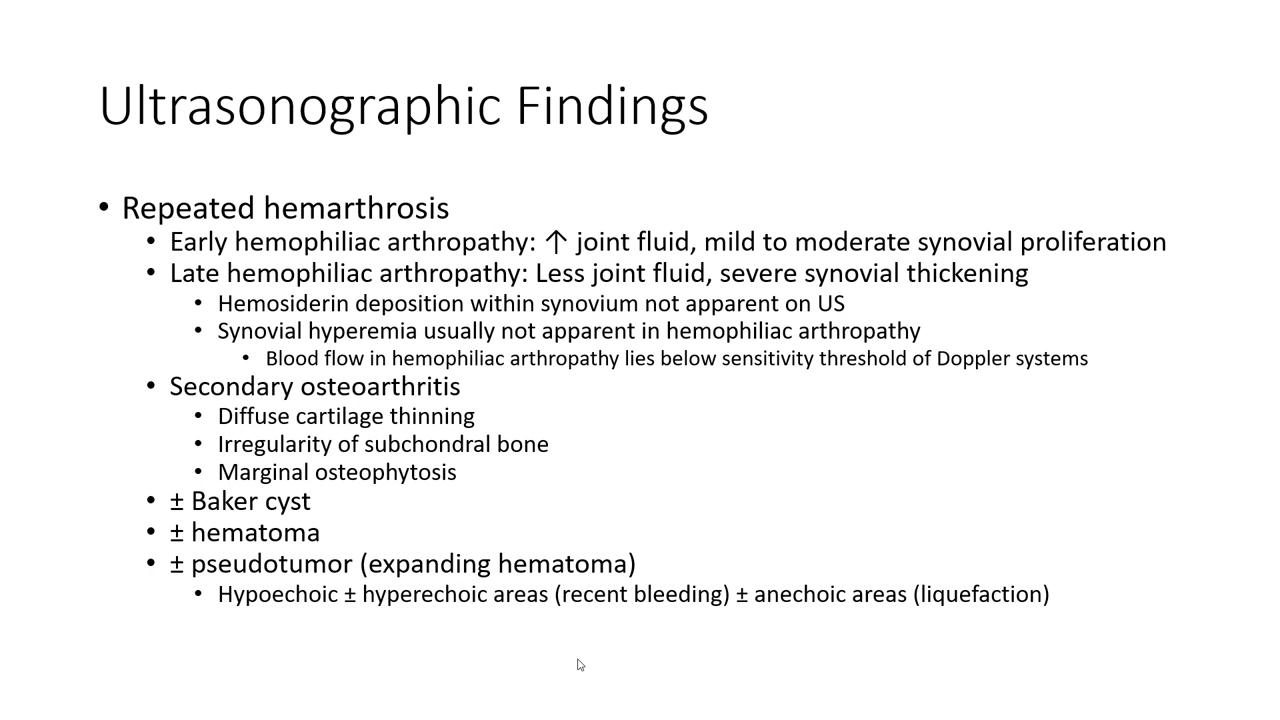 Ultrasonographic Findings
• Repeated hemarthrosis
• Early hemophiliac arthropathy: ↑ joint fluid, mild to moderate synovial proliferation
• Late hemophiliac arthropathy: Less joint fluid, severe synovial thickening
• Hemosiderin deposition within synovium not apparent on US
• Synovial hyperemia usually not apparent in hemophiliac arthropathy
• Blood flow in hemophiliac arthropathy lies below sensitivity threshold of Doppler systems
• Secondary osteoarthritis
• Diffuse cartilage thinning
• Irregularity of subchondral bone
• Marginal osteophytosis
• ± Baker cyst
• ± hematoma
• ± pseudotumor (expanding hematoma)
• Hypoechoic ± hyperechoic areas (recent bleeding) ± anechoic areas (liquefaction)